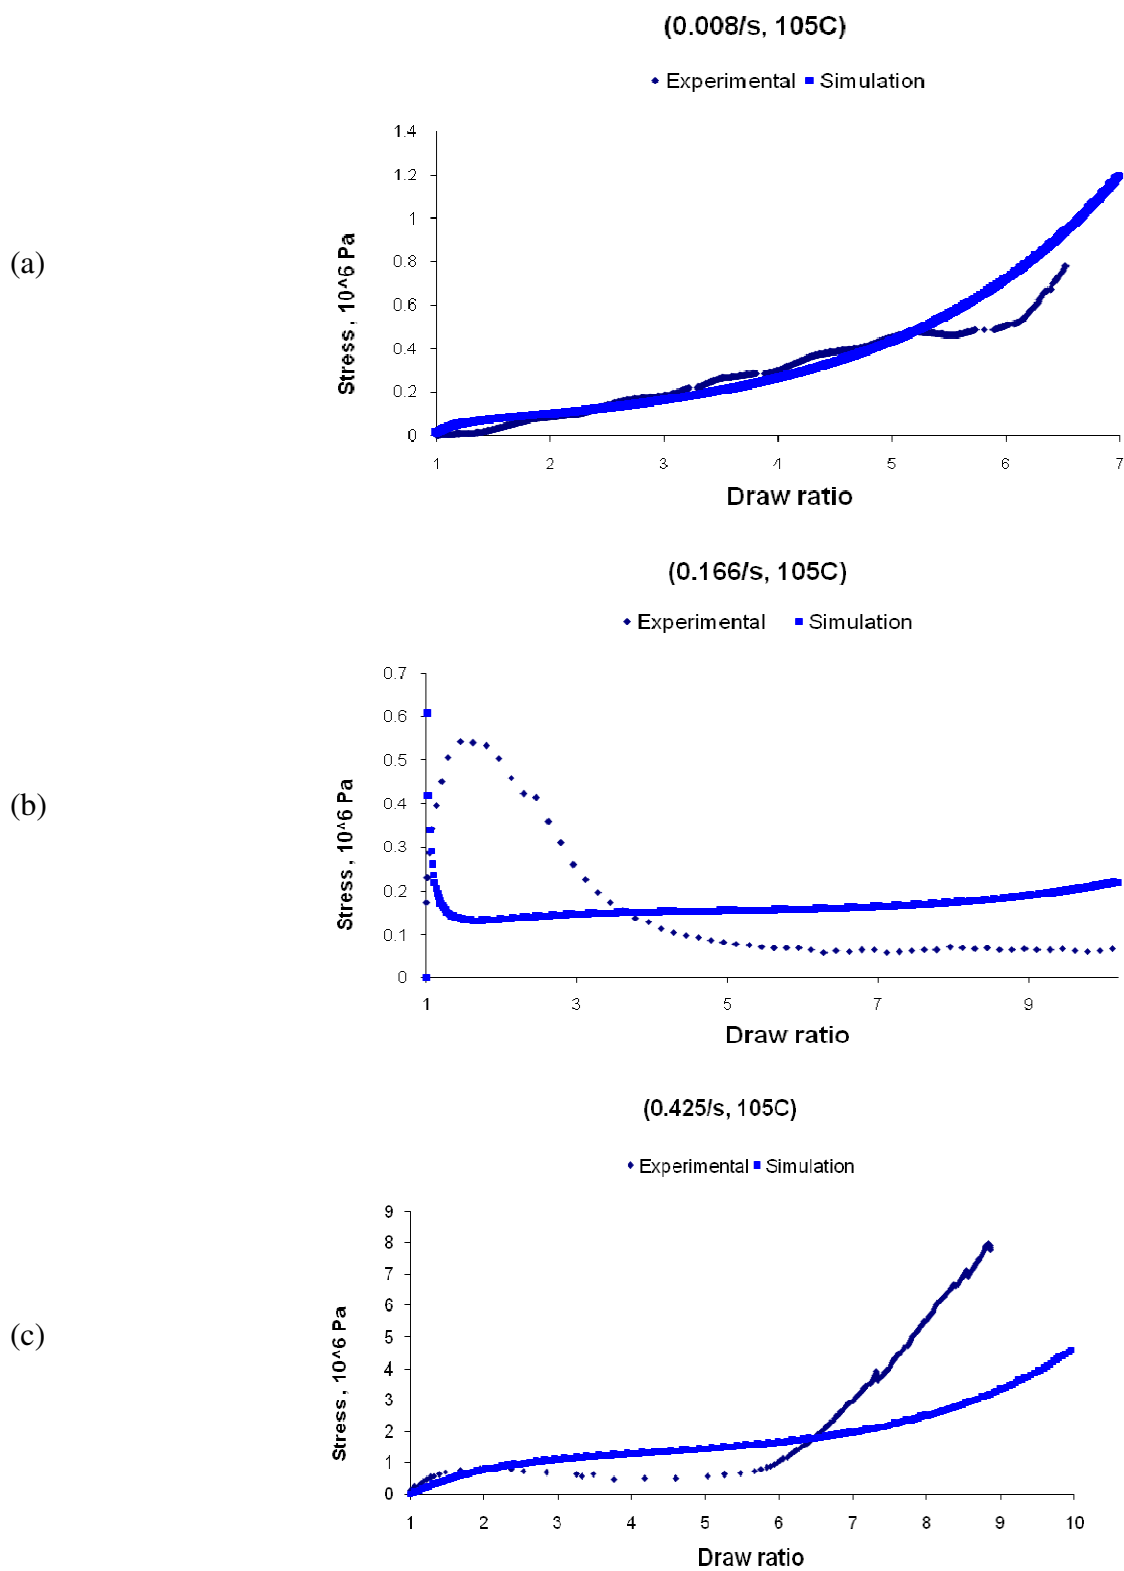 (0.008/s, 105C)
Experimental Simulation
1.4
1.2
1
0.8
0.6
0.4
0.2
0
Stress , 10^6 Pa
(a)
1 2 3 4 5 6 7
Draw ratio
(0.166/s, 105C)
Experimental Simulation
0.7
0.6
0.5
0.4
0.3
0.2
0.1
0
Stress , 10^6 Pa
(b)
1 3 5 7 9
Draw ratio
(0.425/s, 105C)
Experimental Simulation
9
8
7
6
5
4
3
2
1
0
Stress , 10^6 Pa
(c)
1 2 3 4 5 6 7 8 9 10
Draw ratio